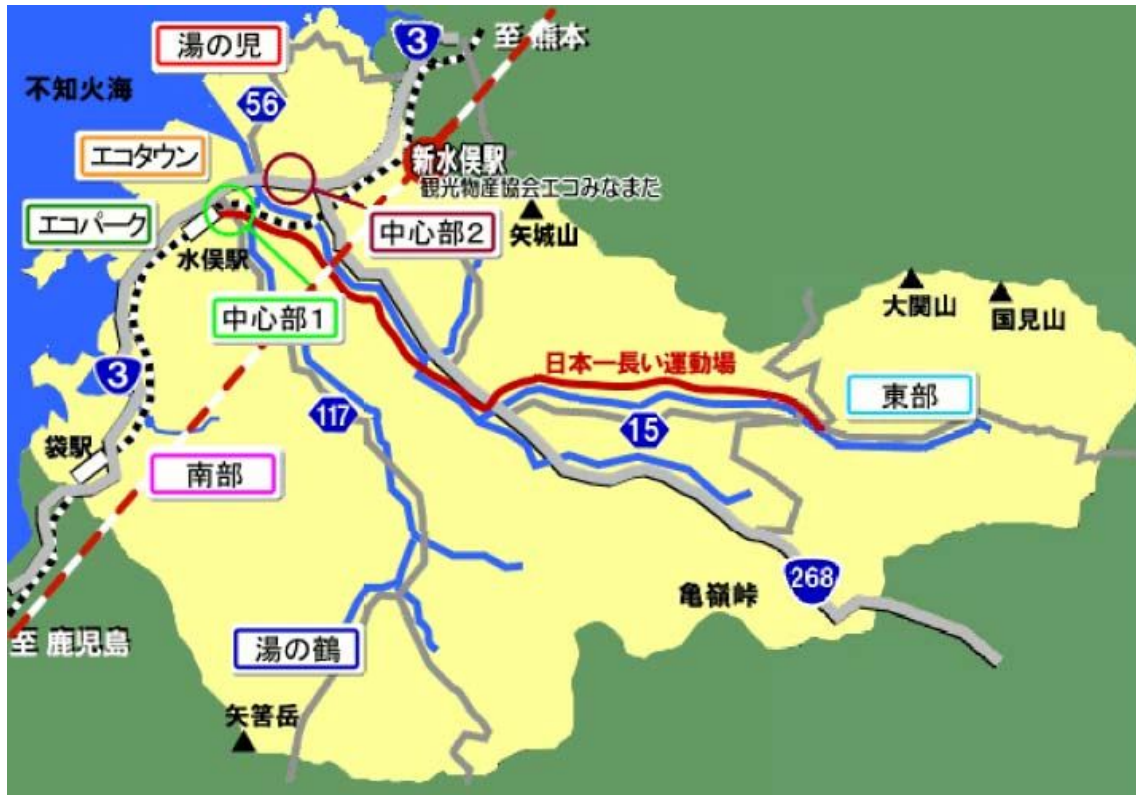 湯の児
3
至 熊本
不知火海
56
エコタウン
新水俣駅
観光物産協会エコみなまた
エコパーク
中心部2
矢城山
水俣駅
大関山
国見山
中心部1
日本一長い運動場
3
東部
117
15
袋駅
南部
268
亀嶺峠
至 鹿児島
湯の鶴
矢筈岳